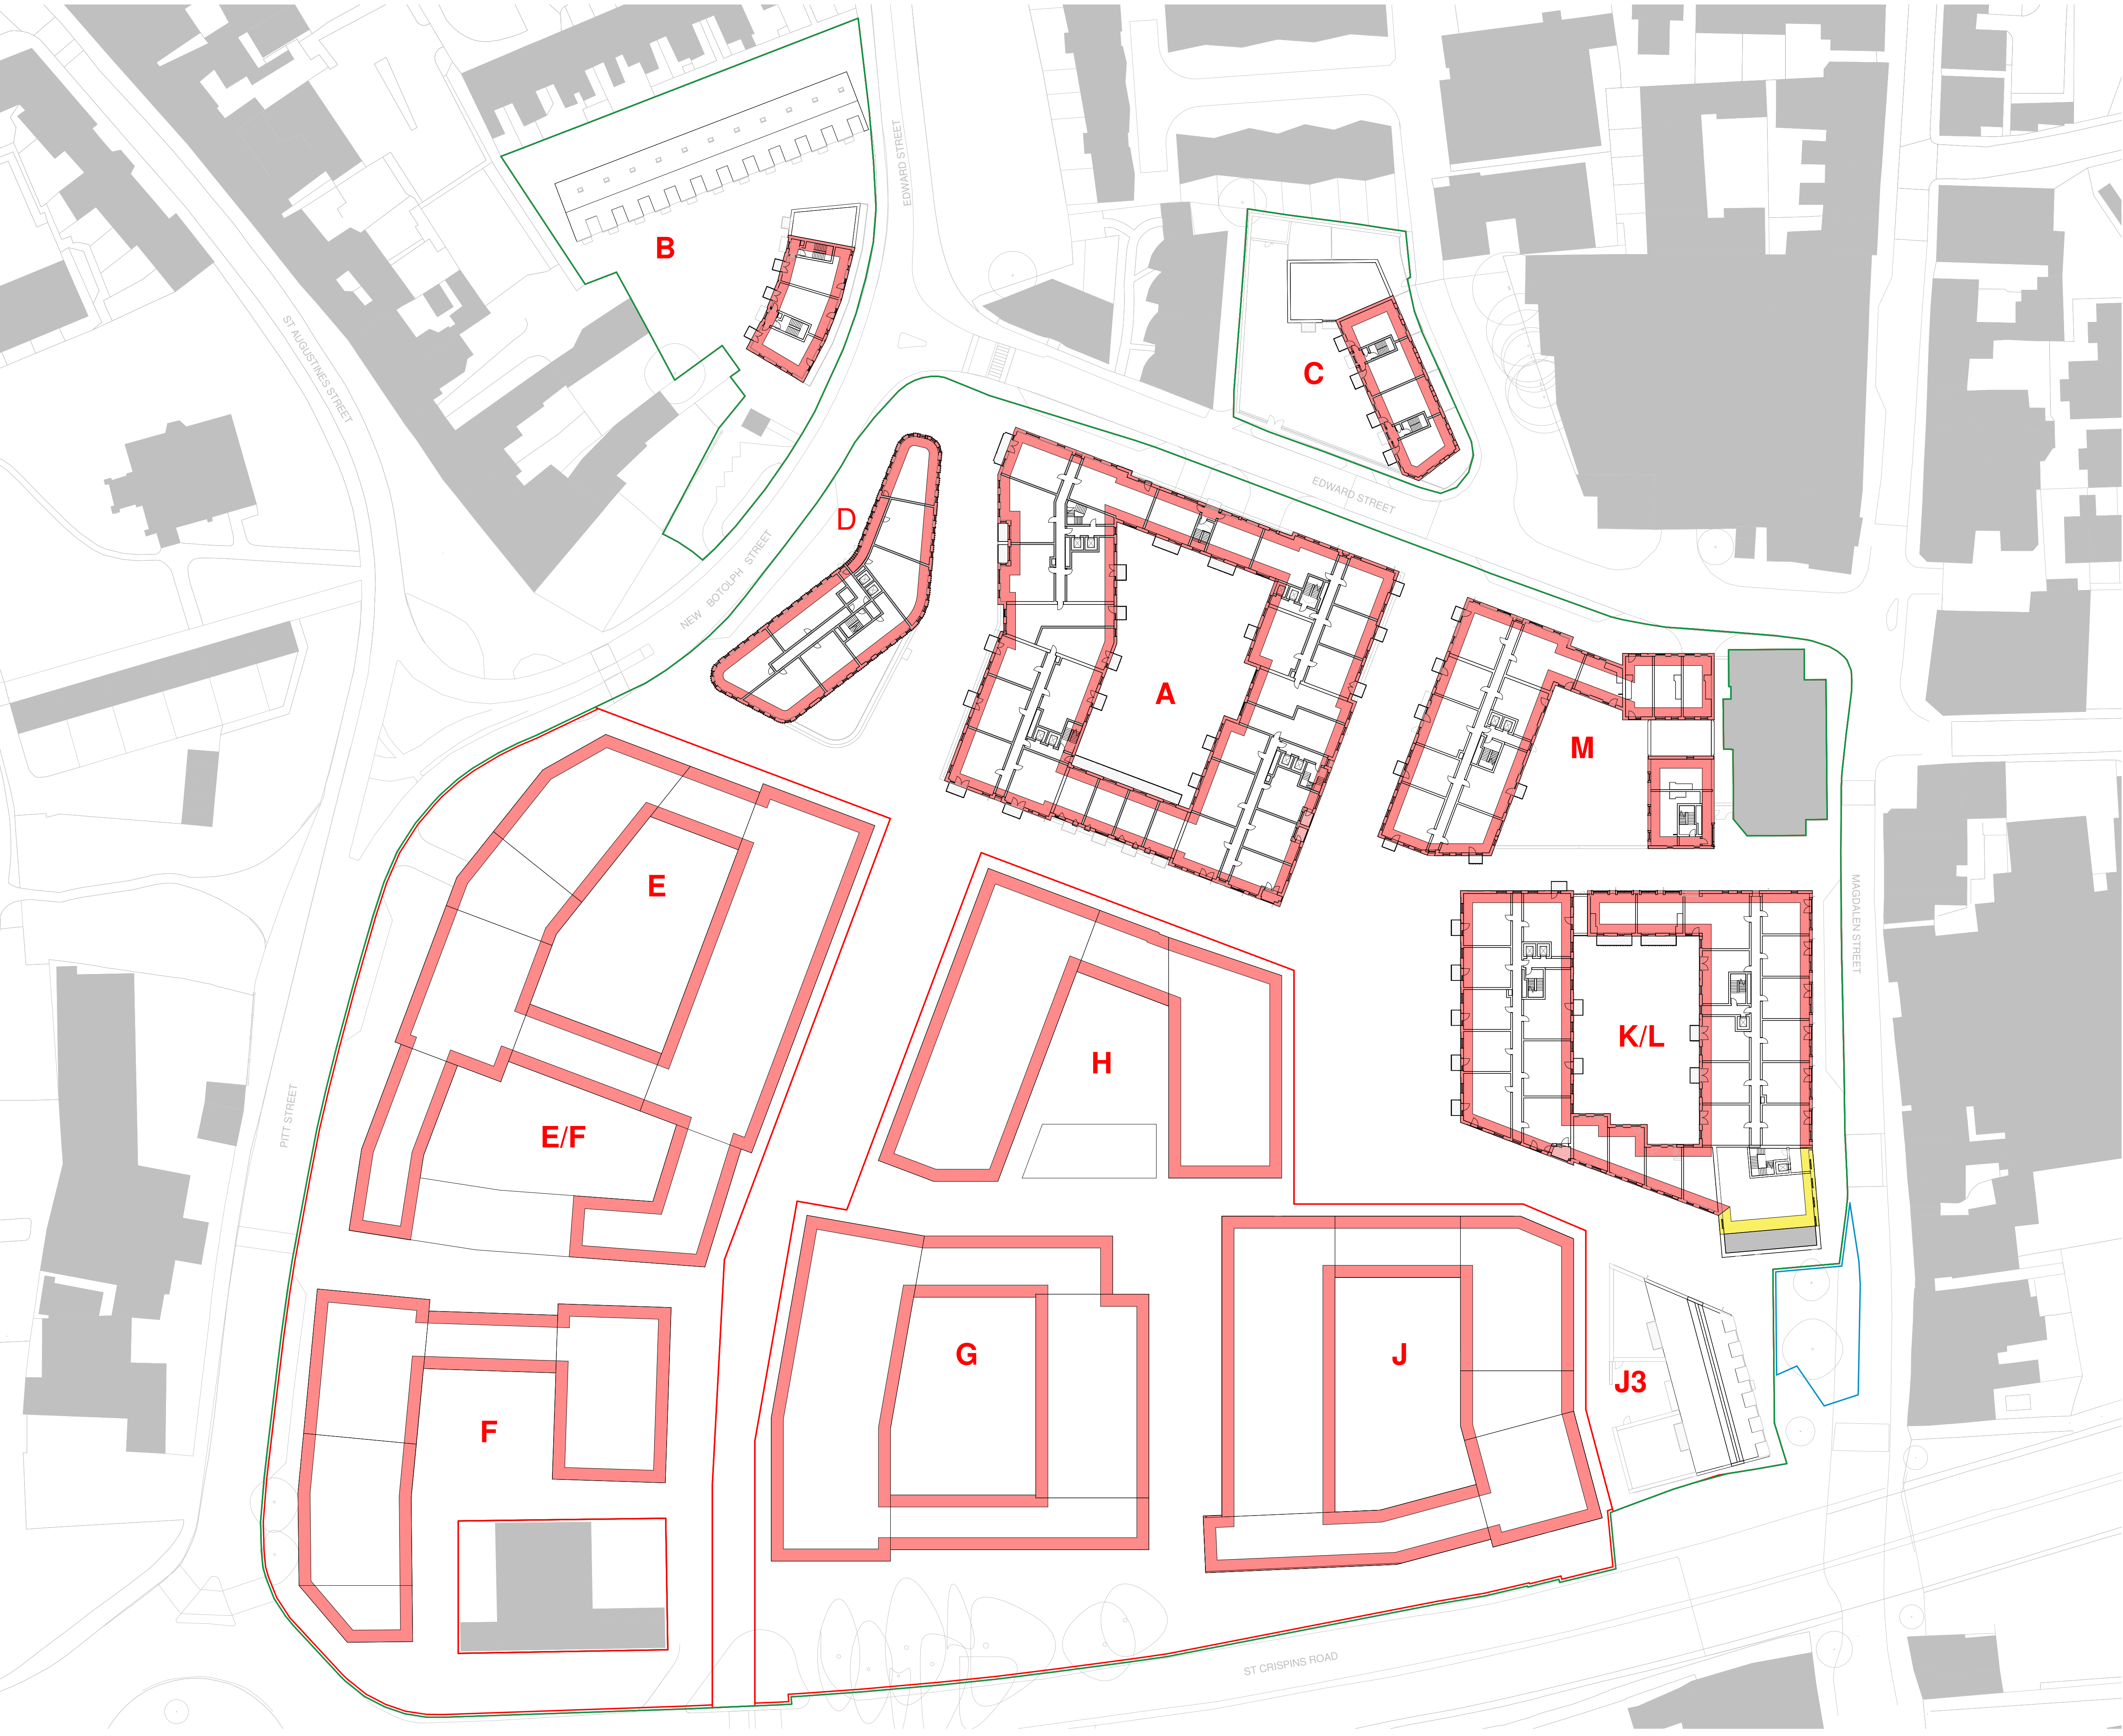 EDWARD STREET
B
ST AUGUSTINES STREET
C
EDWARD STREET
D
NEW BOTOLPH STREET
A
M
E
MAGDALEN STREET
K/L
H
E/F
PITT STREET
G
J
J3
F
ST CRISPINS ROAD